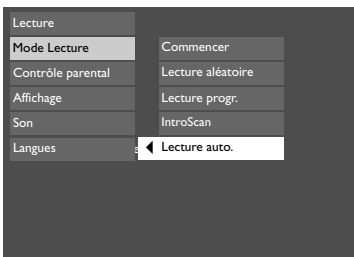 Lecture
Mode Lecture
Contrôle parental
Affichage
Son
Langues
Commencer
Lecture aléatoire
Lecture progr.
IntroScan
Lecture auto.